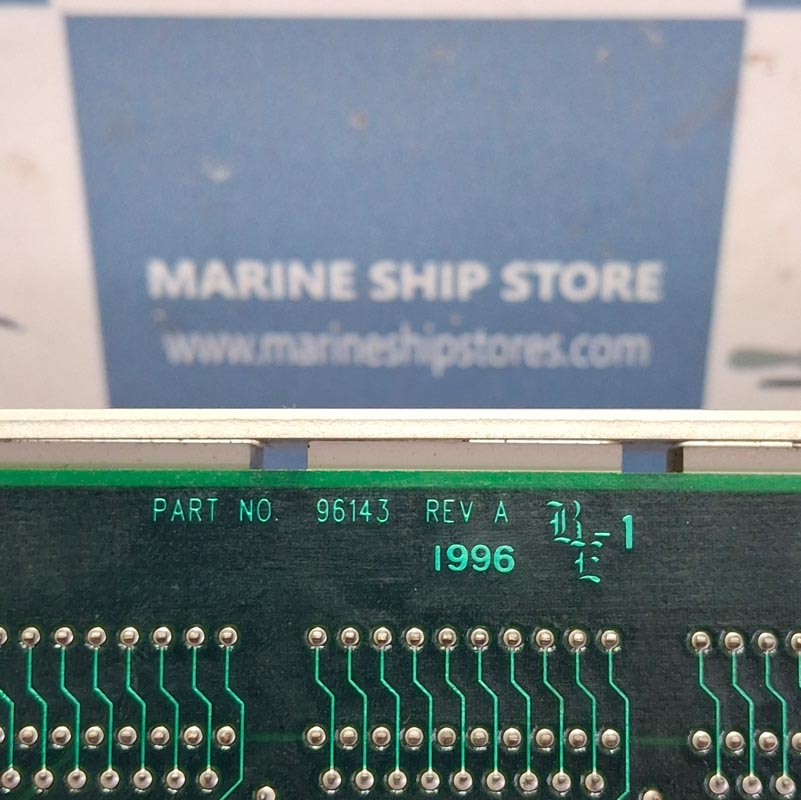 MARINE SHIP STORE
www.marineshipstores.com
PART NO. 96143 REV A
1996